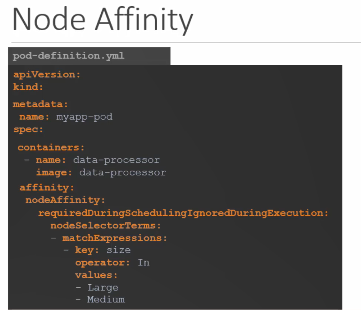 Node Affinity
pod-definition.yml
apiVersion:
kind:
metadata:
 name: myapp-pod
spec:
 containers:
 - name: data-processor
   image: data-processor
 affinity:
  nodeAffinity:
    requiredDuringSchedulingIgnoredDuringExecution:
      nodeSelectorTerms:
      - matchExpressions:
        - key: size
          operator: In
          values:
          - Large
          - Medium